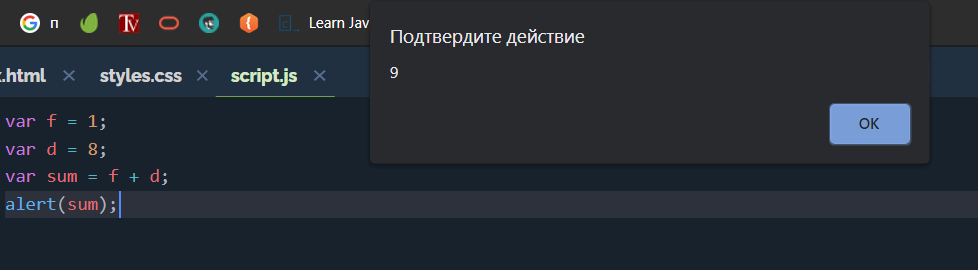 п
Learn Jav
Подтвердите действие
9
OK
.html ×
styles.css ×
script.js ×
var f = 1;
var d = 8;
var sum = f + d;
alert(sum);